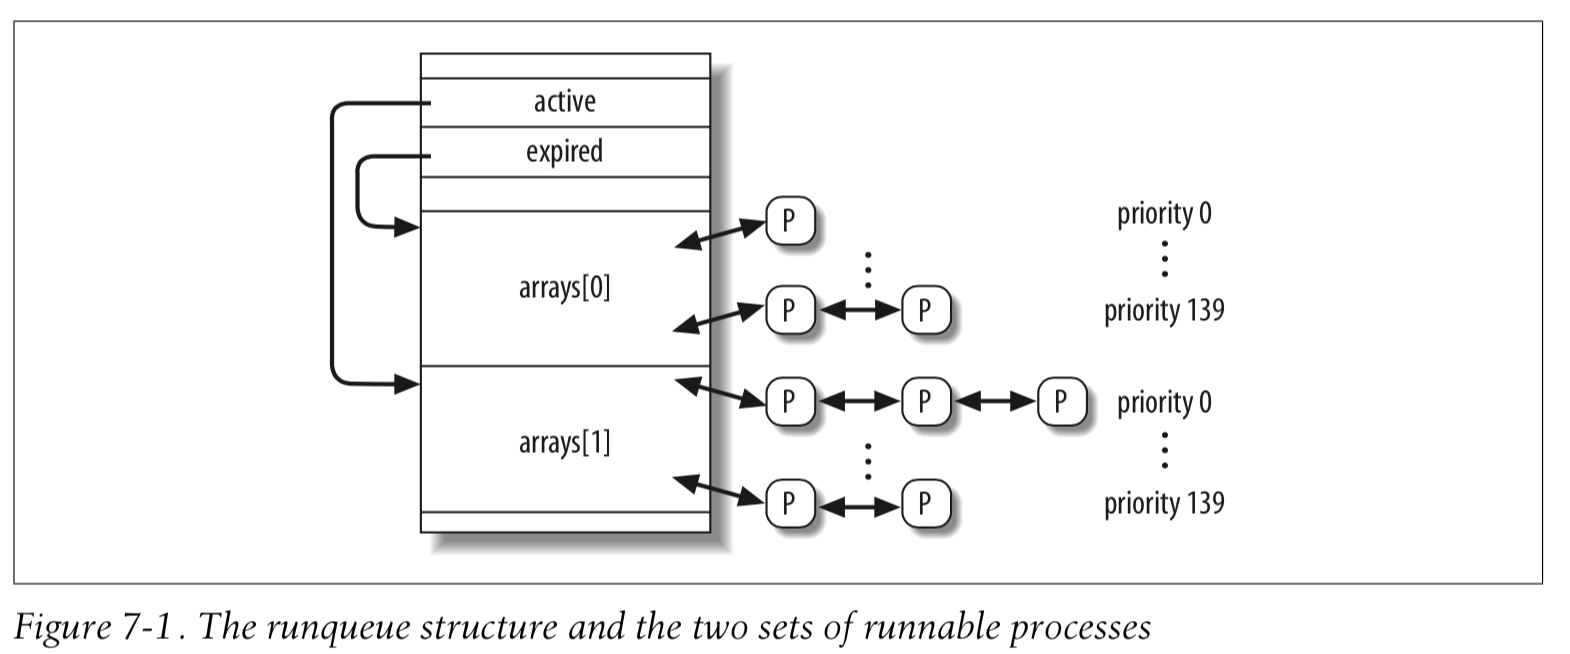 active
expired
P
priority 0
arrays[0]
P P
priority 139
P P P
priority 0
arrays[1]
P P
priority 139
Figure 7-1. The runqueue structure and the two sets of runnable processes